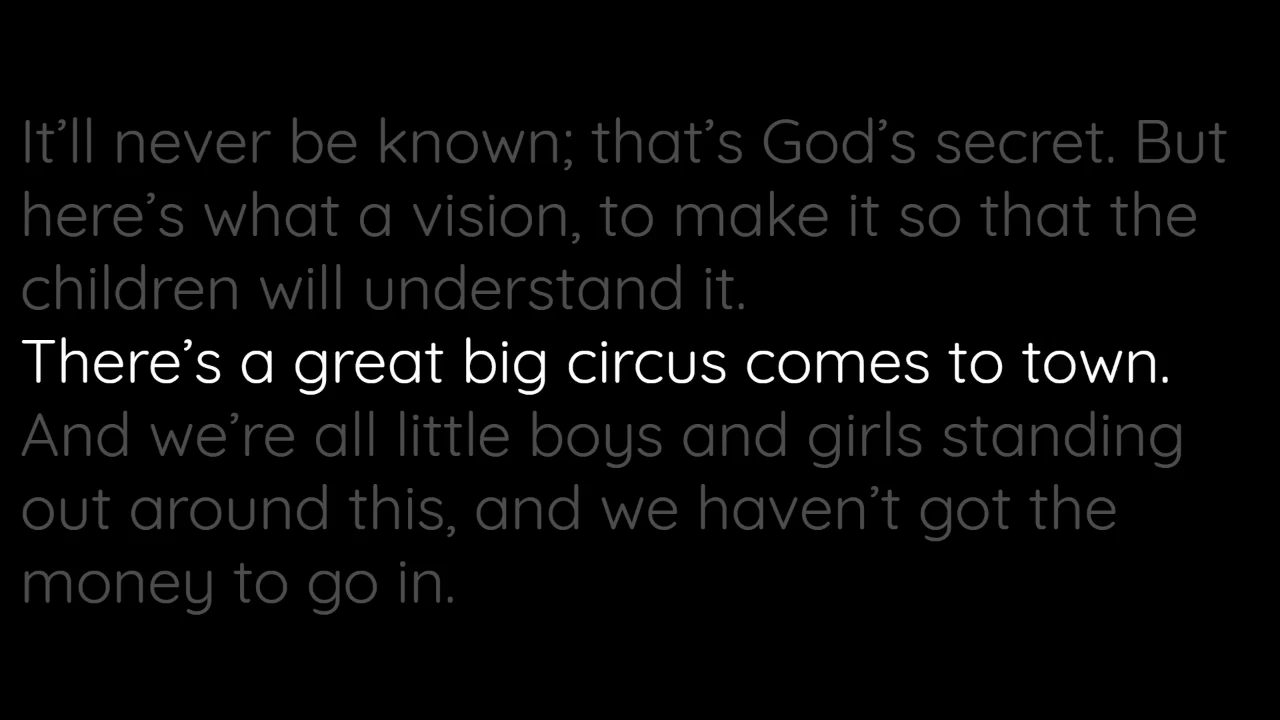 It’ll never be known; that’s God’s secret. But
here’s what a vision, to make it so that the
children will understand it.
There’s a great big circus comes to town.
And we’re all little boys and girls standing
out around this, and we haven’t got the
money to go in.